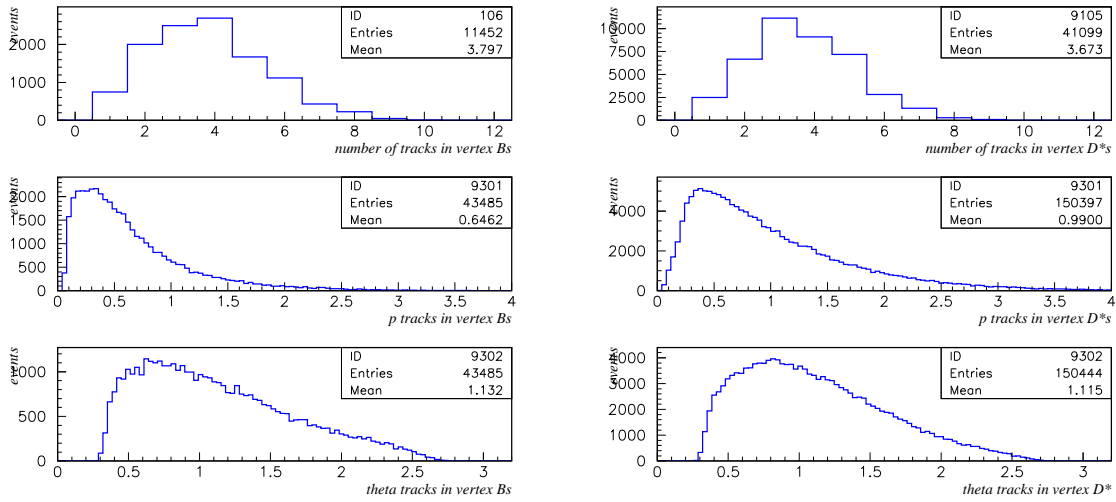 events
ID 106
Entries 11452
Mean 3.797
2000
1000
0
0 2 4 6 8 10 12
number of tracks in vertex Bs
events
ID 9105
Entries 41099
Mean 3.673
10000
7500
5000
2500
0
0 2 4 6 8 10 12
number of tracks in vertex D*s
events
ID 9301
Entries 43485
Mean 0.6462
2000
1500
1000
500
0
0 0.5 1 1.5 2 2.5 3 3.5 4
p tracks in vertex Bs
events
ID 9301
Entries 150397
Mean 0.9900
4000
2000
0
0 0.5 1 1.5 2 2.5 3 3.5 4
p tracks in vertex D*s
events
ID 9302
Entries 43485
Mean 1.132
1000
500
0
0 0.5 1 1.5 2 2.5 3
theta tracks in vertex Bs
events
ID 9302
Entries 150444
Mean 1.115
4000
3000
2000
1000
0
0 0.5 1 1.5 2 2.5 3
theta tracks in vertex D*